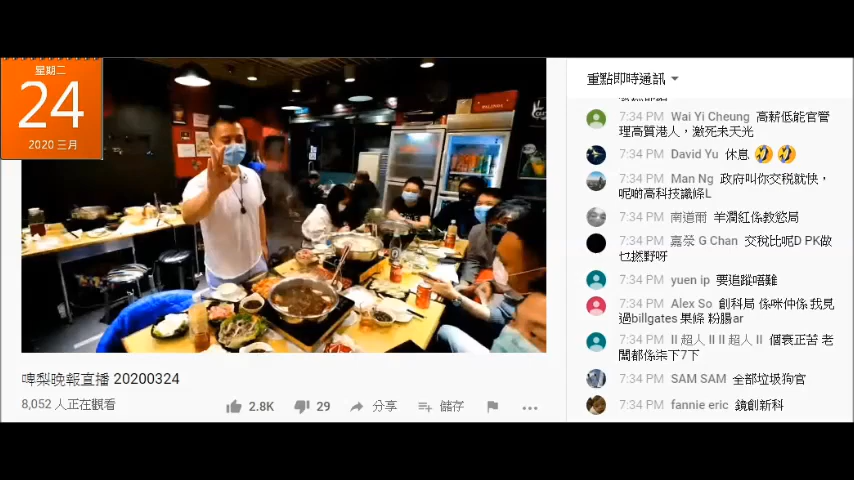 星期二
24
2020 三月
重點即時通訊
7:34 PM Wai Yi Cheung 高薪低能官管
理高質港人，激死未天光
7:34 PM David Yu 休息
7:34 PM Man Ng 政府叫你交税就快，
呢啲高科技識條L
7:34 PM 南道爾 羊潤紅係教慾局
7:34 PM 嘉熒 G Chan 交稅比呢D PK做
乜撚野呀
7:34 PM yuen ip 要追蹤唔難
7:34 PM Alex So 創科局 係咪仲係 我見
過billgates 果條 粉腸ar
7:34 PM II 超人 II II 超人 II 個衰正苦 老
闆都係柒下7下
7:34 PM SAM SAM 全部垃圾狗官
7:34 PM fannie eric 鏡創新科
啤梨晚報直播 20200324
8,052 人正在觀看
2.8K
29
分享
儲存